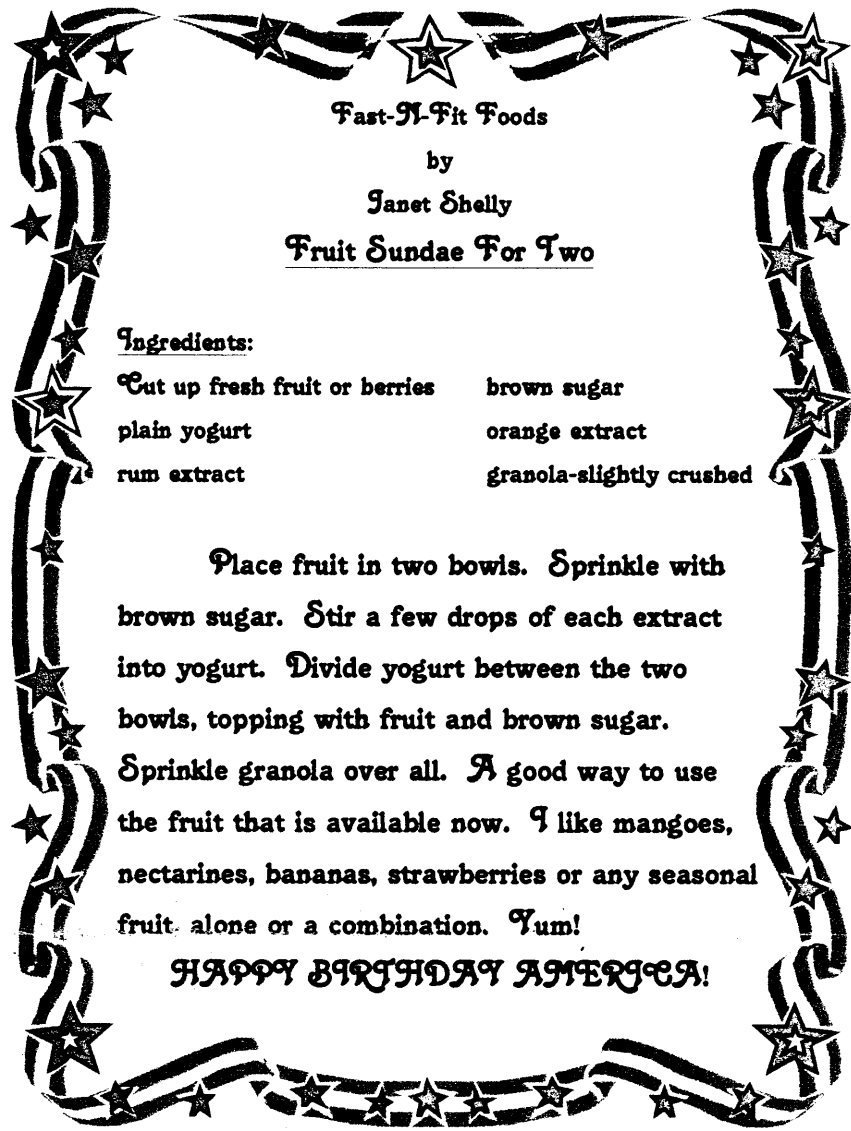 Fast-N-Fit Foods
by
Janet Shelly
Fruit Sundae For Two
Ingredients:
Cut up fresh fruit or berries brown sugar
plain yogurt orange extract
rum extract granola-slightly crushed
Place fruit in two bowls. Sprinkle with
brown sugar. Stir a few drops of each extract
into yogurt. Divide yogurt between the two
bowls, topping with fruit and brown sugar.
Sprinkle granola over all. A good way to use
the fruit that is available now. I like mangoes,
nectarines, bananas, strawberries or any seasonal
fruit alone or a combination. Yum!
HAPPY BIRTHDAY AMERICA!